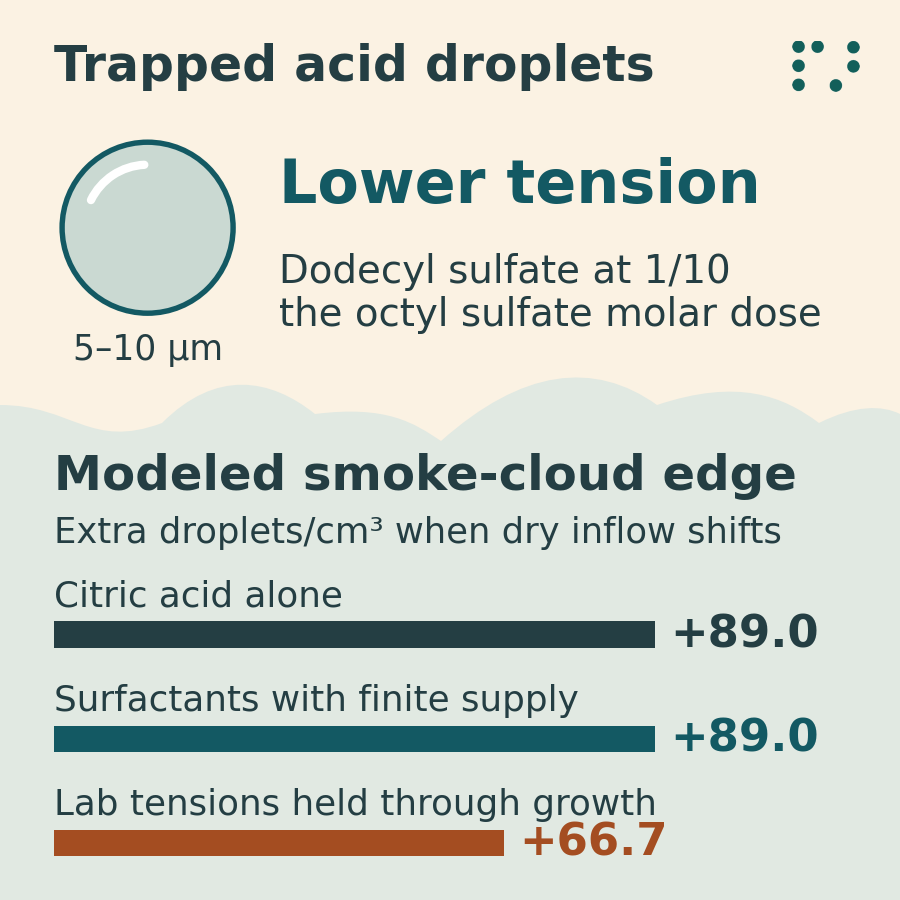 Trapped acid droplets
Lower tension
Dodecyl sulfate at 1/10
the octyl sulfate molar dose
5–10 µm
Modeled smoke-cloud edge
Extra droplets/cm³ when dry inflow shifts
Citric acid alone
+89.0
Surfactants with finite supply
+89.0
Lab tensions held through growth
+66.7